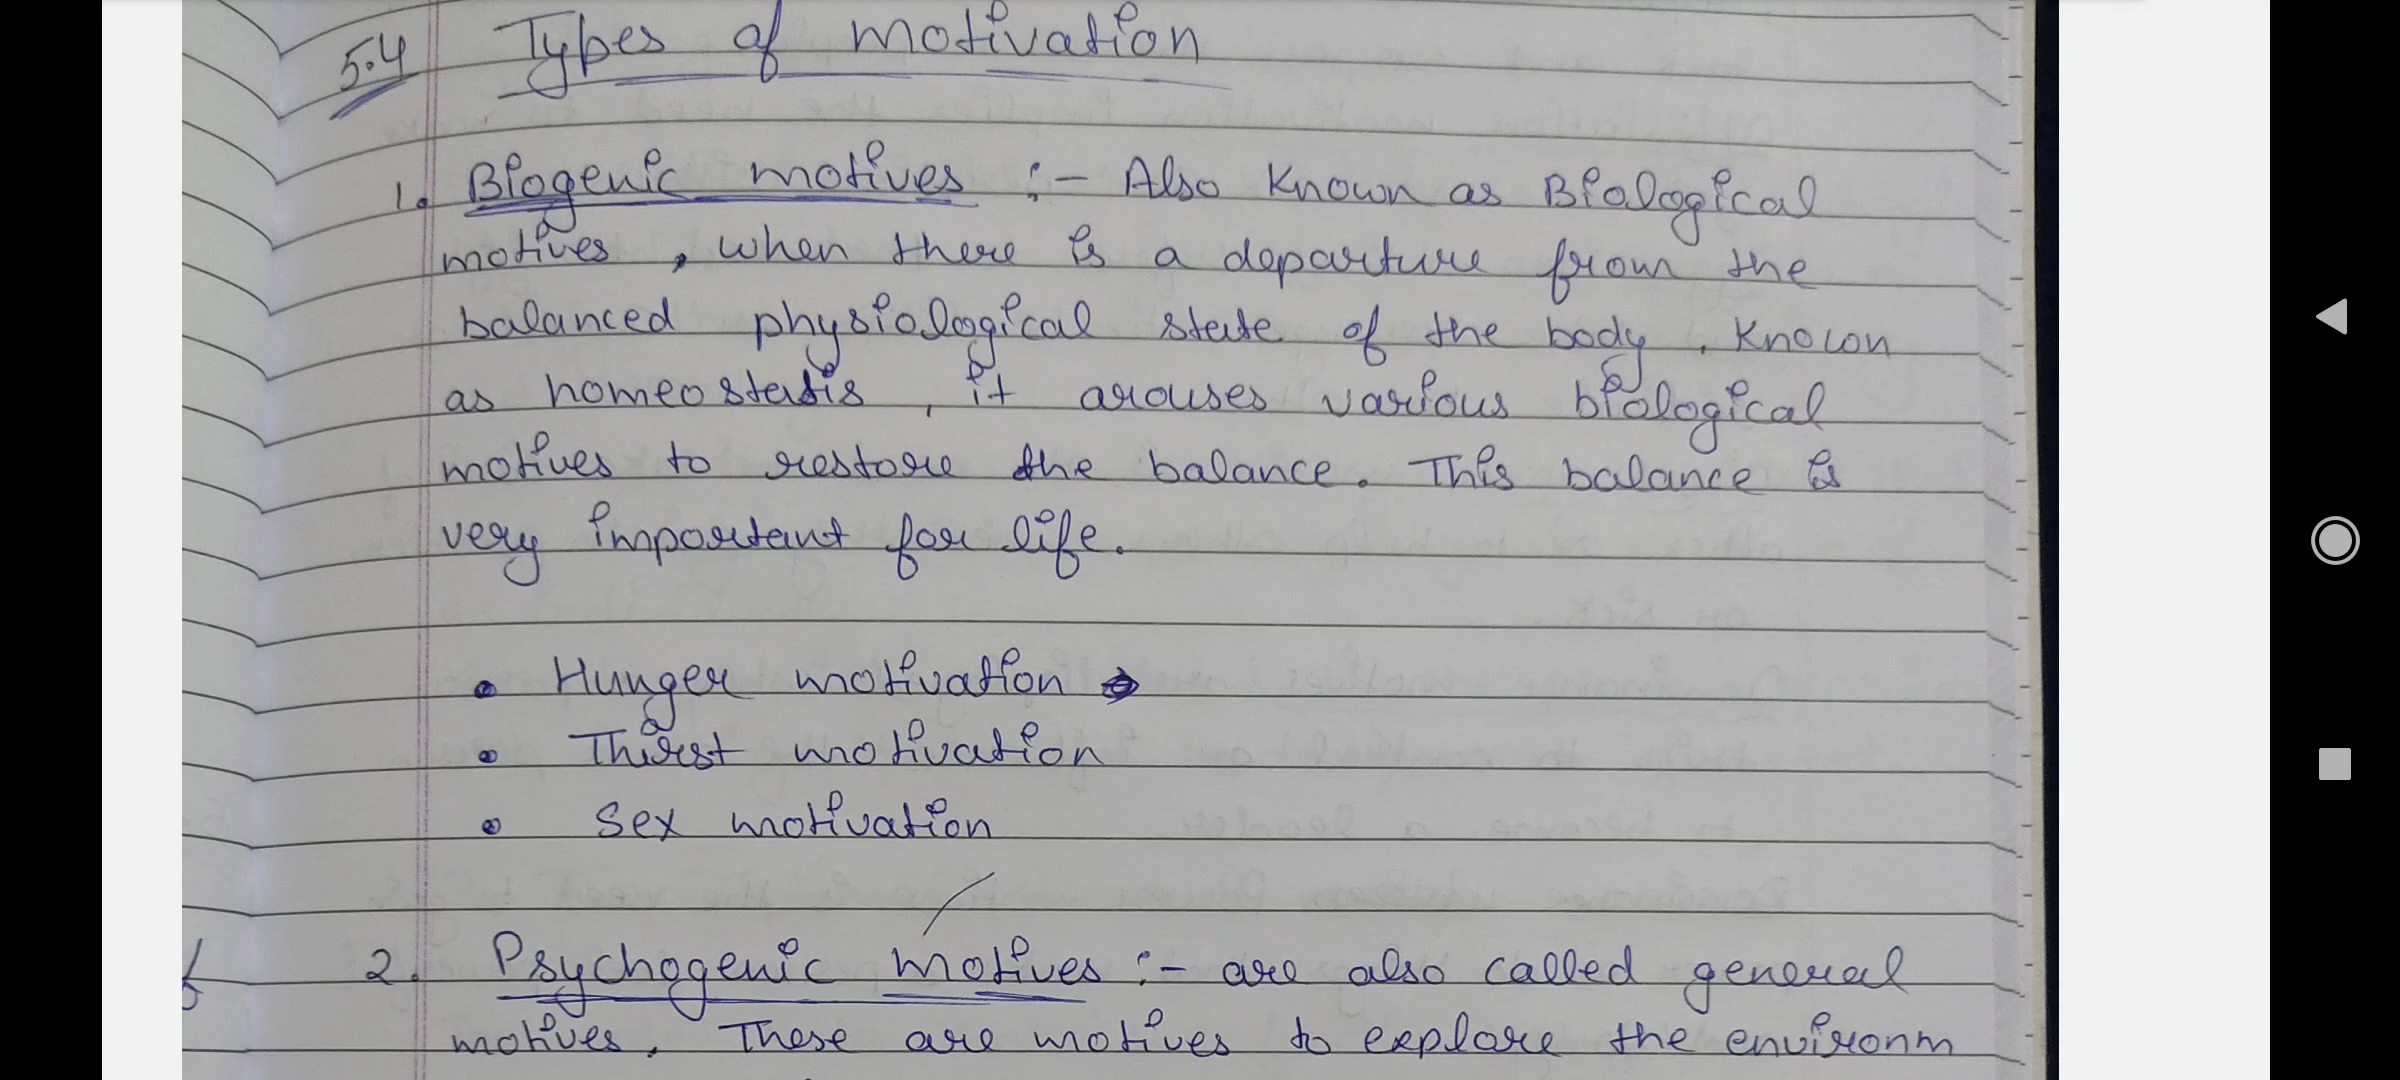 5.4 Types of motivation
1. Biogenic motives :- Also Known as Biological
motives, when there is a departure from the
balanced physiological state of the body, Known
as homeostasis, it arouses various biological
motives to restore the balance. This balance is
very important for life.
• Hunger motivation
• Thirst motivation
• Sex motivation
2. Psychogenic motives :- are also called general
motives. These are motives to explore the environm